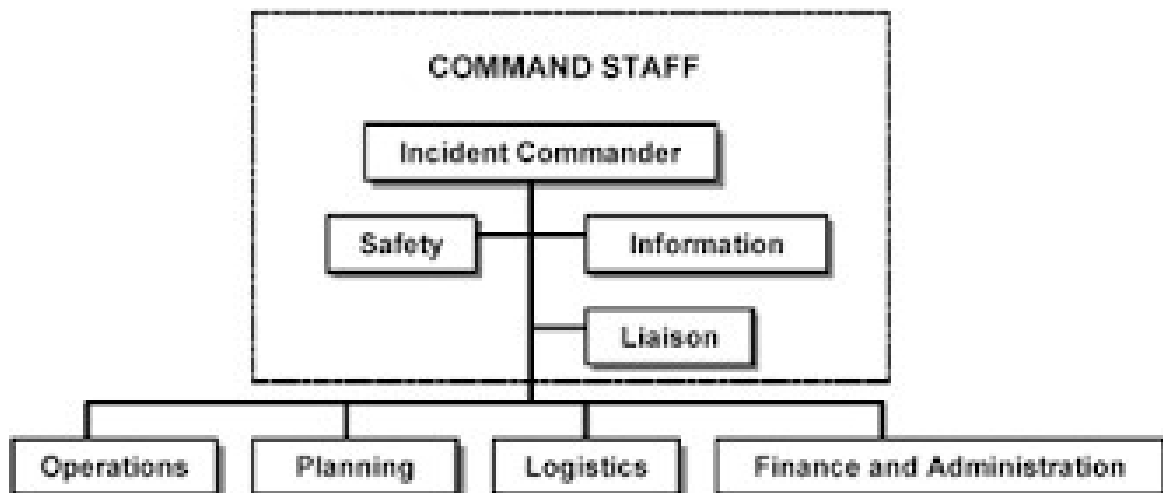 COMMAND STAFF
Incident Commander
Safety
Information
Liaison
Operations
Planning
Logistics
Finance and Administration